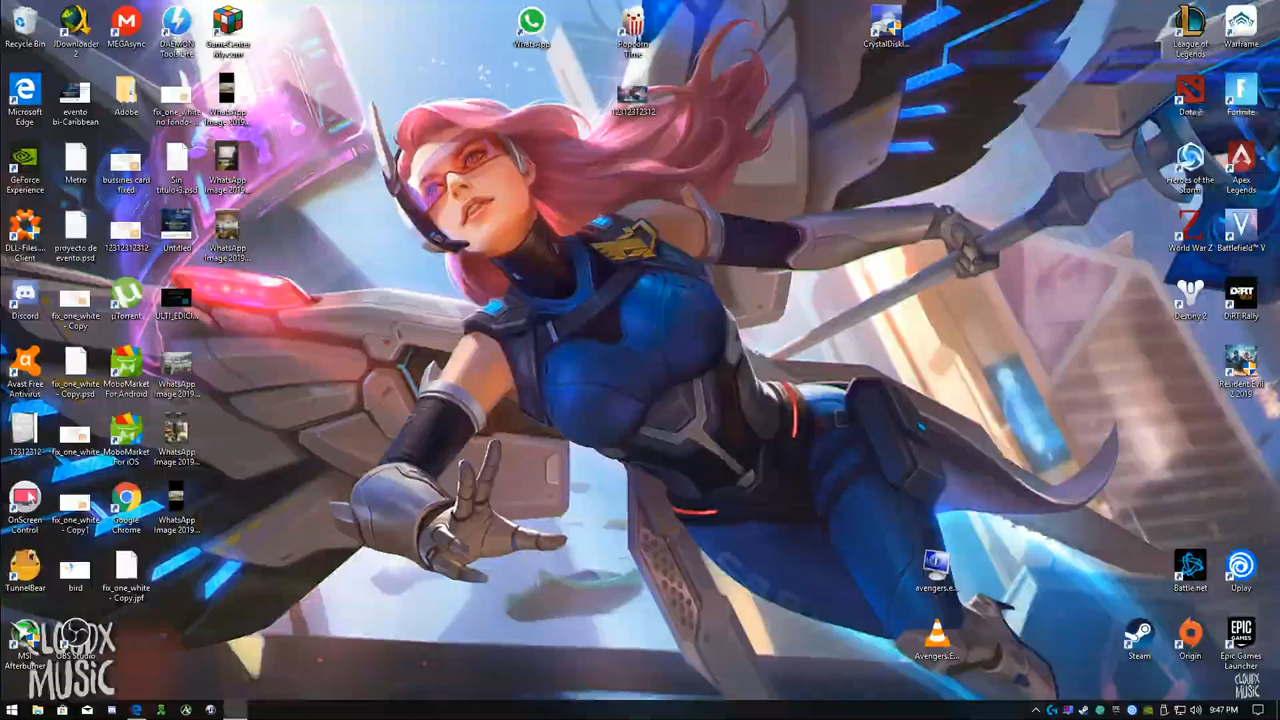 Recycle Bin
JDownloader
2
MEGAsync
DAEMON
Tools Lite
GameCenter
My.com
WhatsApp
Popcorn
Time
CrystalDiskI...
League of
Legends
Warframe
Microsoft
Edge
evento
bi-Caribbean
Adobe
fix_one_white
no fondo-...
WhatsApp
Image 2019...
12312312312
Dota 2
Fortnite
GeForce
Experience
Metro
bussines card
fixed
Sin
titulo-3.psd
WhatsApp
Image 2019...
Heroes of the
Storm
Apex
Legends
DLL-Files...
Client
proyecto de
evento.psd
12312312312
Untitled
WhatsApp
Image 2019...
World War Z
Battlefield™ V
Discord
fix_one_white
- Copy
µTorrent
ULTI_EDICI...
Destiny 2
DiRT
DiRT Rally
Avast Free
Antivirus
fix_one_white
- Copy.psd
MoboMarket
For Android
WhatsApp
Image 2019...
Resident Evil
2 2019
12312312
fix_one_white
MoboMarket
For iOS
WhatsApp
Image 2019...
OnScreen
Control
fix_one_white
- Copy1
Google
Chrome
WhatsApp
Image 2019...
TunnelBear
bird
fix_one_white
- Copy.jpf
avengers.e...
Battle.net
Uplay
MSI
Afterburner
OBS Studio
CLOUDX
MUSIC
Avengers.E...
Steam
Origin
EPIC
GAMES
Epic Games
Launcher
CLOUDX
MUSIC
9:47 PM